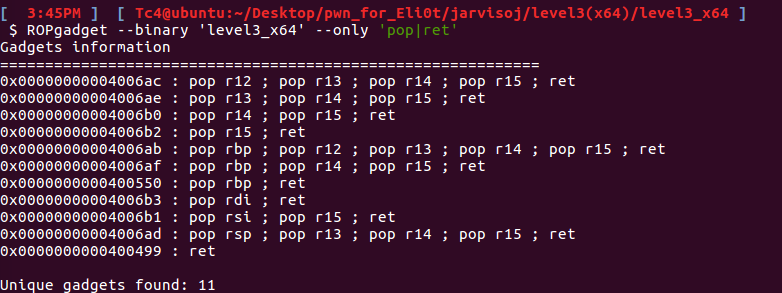 [  3:45PM ]  [ Tc4@ubuntu:~/Desktop/pwn_for_Eli0t/jarvisoj/level3(x64)/level3_x64 ]
$ ROPgadget --binary 'level3_x64' --only 'pop|ret'
Gadgets information
============================================================
0x00000000004006ac : pop r12 ; pop r13 ; pop r14 ; pop r15 ; ret
0x00000000004006ae : pop r13 ; pop r14 ; pop r15 ; ret
0x00000000004006b0 : pop r14 ; pop r15 ; ret
0x00000000004006b2 : pop r15 ; ret
0x00000000004006ab : pop rbp ; pop r12 ; pop r13 ; pop r14 ; pop r15 ; ret
0x00000000004006af : pop rbp ; pop r14 ; pop r15 ; ret
0x0000000000400550 : pop rbp ; ret
0x00000000004006b3 : pop rdi ; ret
0x00000000004006b1 : pop rsi ; pop r15 ; ret
0x00000000004006ad : pop rsp ; pop r13 ; pop r14 ; pop r15 ; ret
0x0000000000400499 : ret
Unique gadgets found: 11